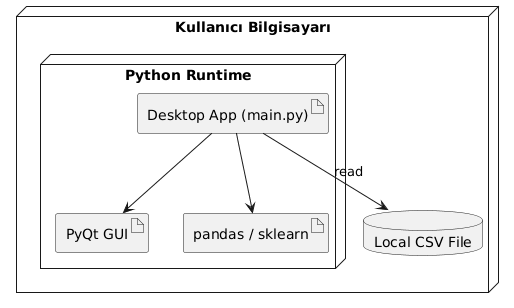 Kullanıcı Bilgisayarı
Python Runtime
Desktop App (main.py)
read
PyQt GUI
pandas / sklearn
Local CSV File